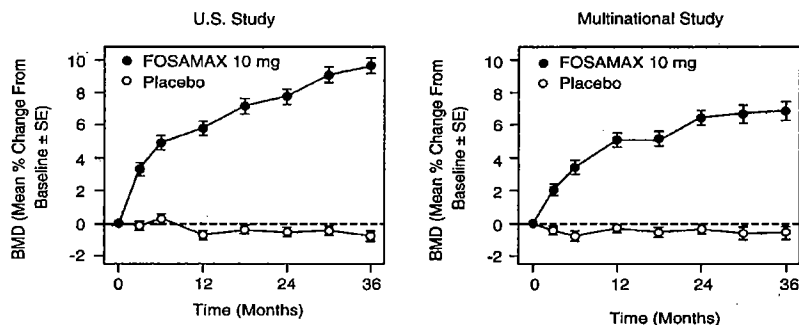 U.S. Study
BMD (Mean % Change From
Baseline ± SE)
10
8
6
4
2
0
-2
FOSAMAX 10 mg
Placebo
0
12
24
36
Time (Months)
Multinational Study
BMD (Mean % Change From
Baseline ± SE)
10
8
6
4
2
0
-2
FOSAMAX 10 mg
Placebo
0
12
24
36
Time (Months)